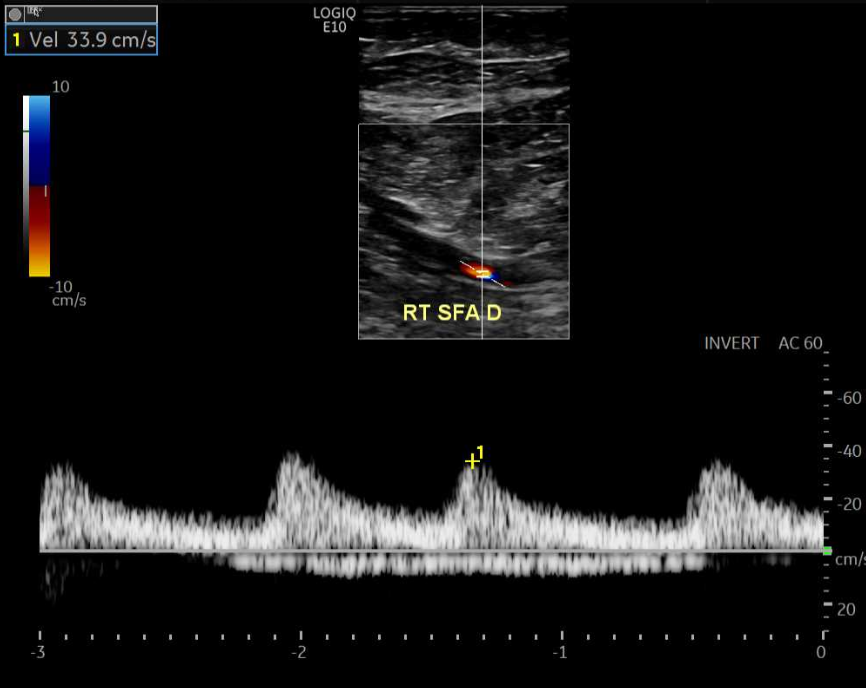 1 Vel 33.9 cm/s
LOGIQ
E10
10
-10
cm/s
RT SFA D
INVERT AC 60
-60
1
-40
-20
cm/s
20
-3 -2 -1 0